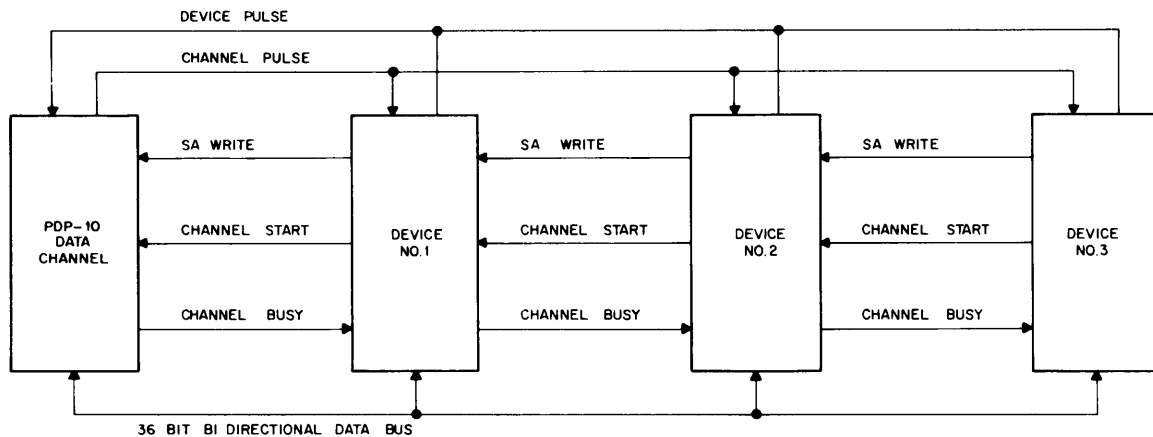 DEVICE PULSE
CHANNEL PULSE
SA WRITE
SA WRITE
SA WRITE
PDP-10
DATA
CHANNEL
CHANNEL START
DEVICE
NO.1
CHANNEL START
DEVICE
NO.2
CHANNEL START
DEVICE
NO.3
CHANNEL BUSY
CHANNEL BUSY
CHANNEL BUSY
36 BIT BI DIRECTIONAL DATA BUS